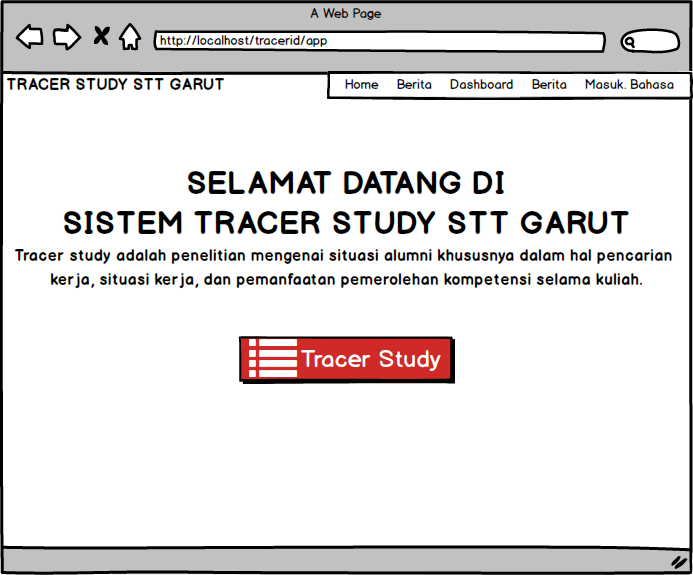 A Web Page
http://localhost/tracerid/app
TRACER STUDY STT GARUT
Home Berita Dashboard Berita Masuk. Bahasa
SELAMAT DATANG DI
SISTEM TRACER STUDY STT GARUT
Tracer study adalah penelitian mengenai situasi alumni khususnya dalam hal pencarian
kerja, situasi kerja, dan pemanfaatan pemerolehan kompetensi selama kuliah.
Tracer Study